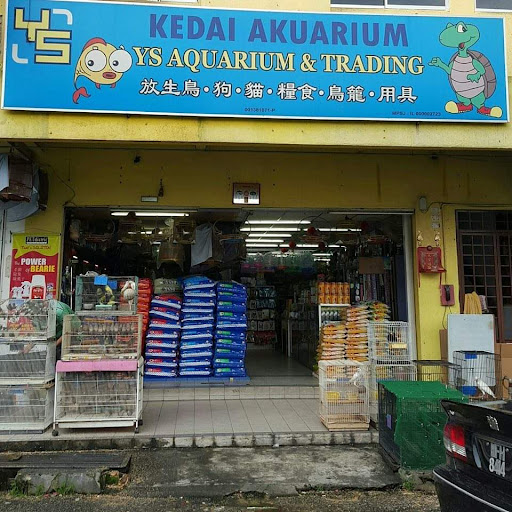 YS
KEDAI AKUARIUM
YS AQUARIUM & TRADING
放生鳥·狗·貓·糧食·鳥籠·用具
POWER
BEARIE